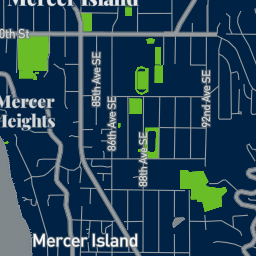 Mercer Island
0th St
85th Ave SE
86th Ave SE
88th Ave SE
92nd Ave SE
Mercer
Heights
Mercer Island